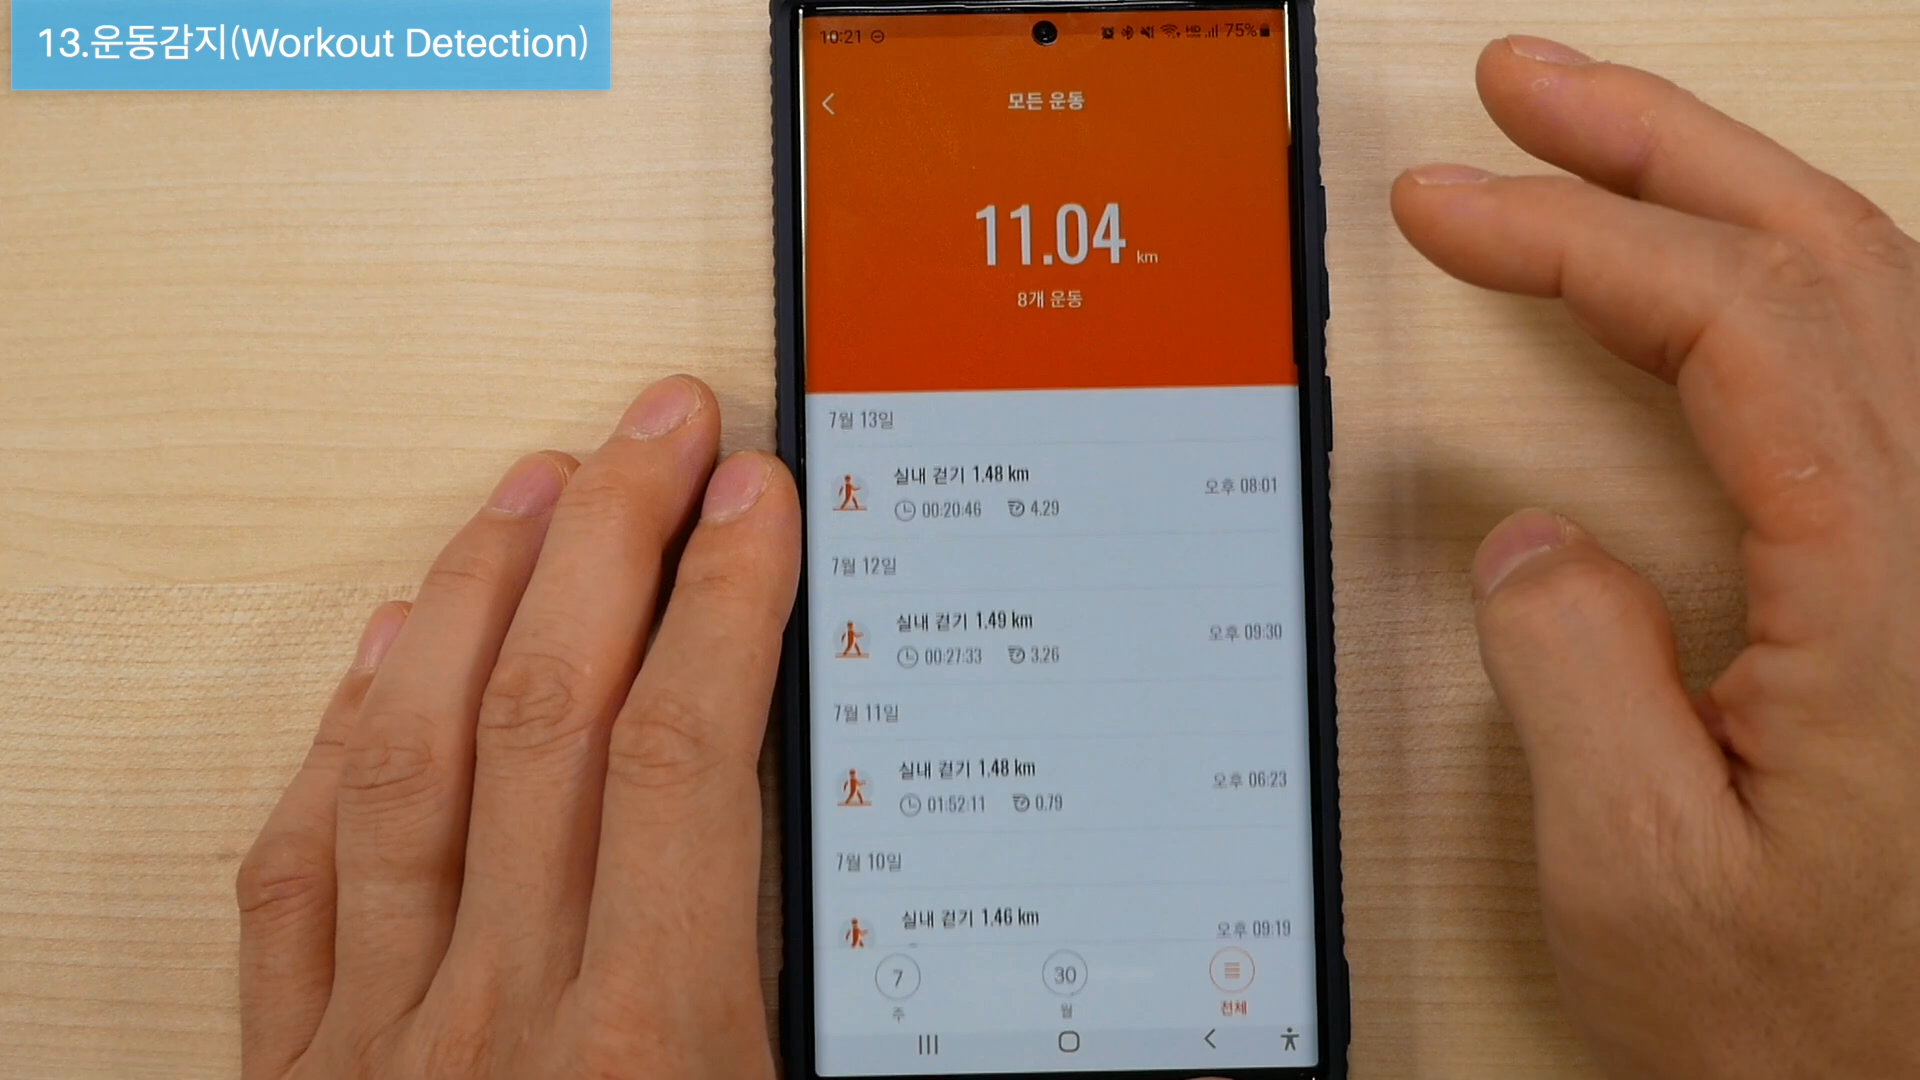 13.운동감지(Workout Detection)
10:21 75%
모든 운동
11.04 km
8개 운동
7월 13일
실내 걷기 1.48 km
00:20:46 4.29
오후 08:01
7월 12일
실내 걷기 1.49 km
00:27:33 3.26
오후 09:30
7월 11일
실내 걷기 1.48 km
01:52:11 0.79
오후 06:23
7월 10일
실내 걷기 1.46 km
오후 09:19
7 30
주 월 전체